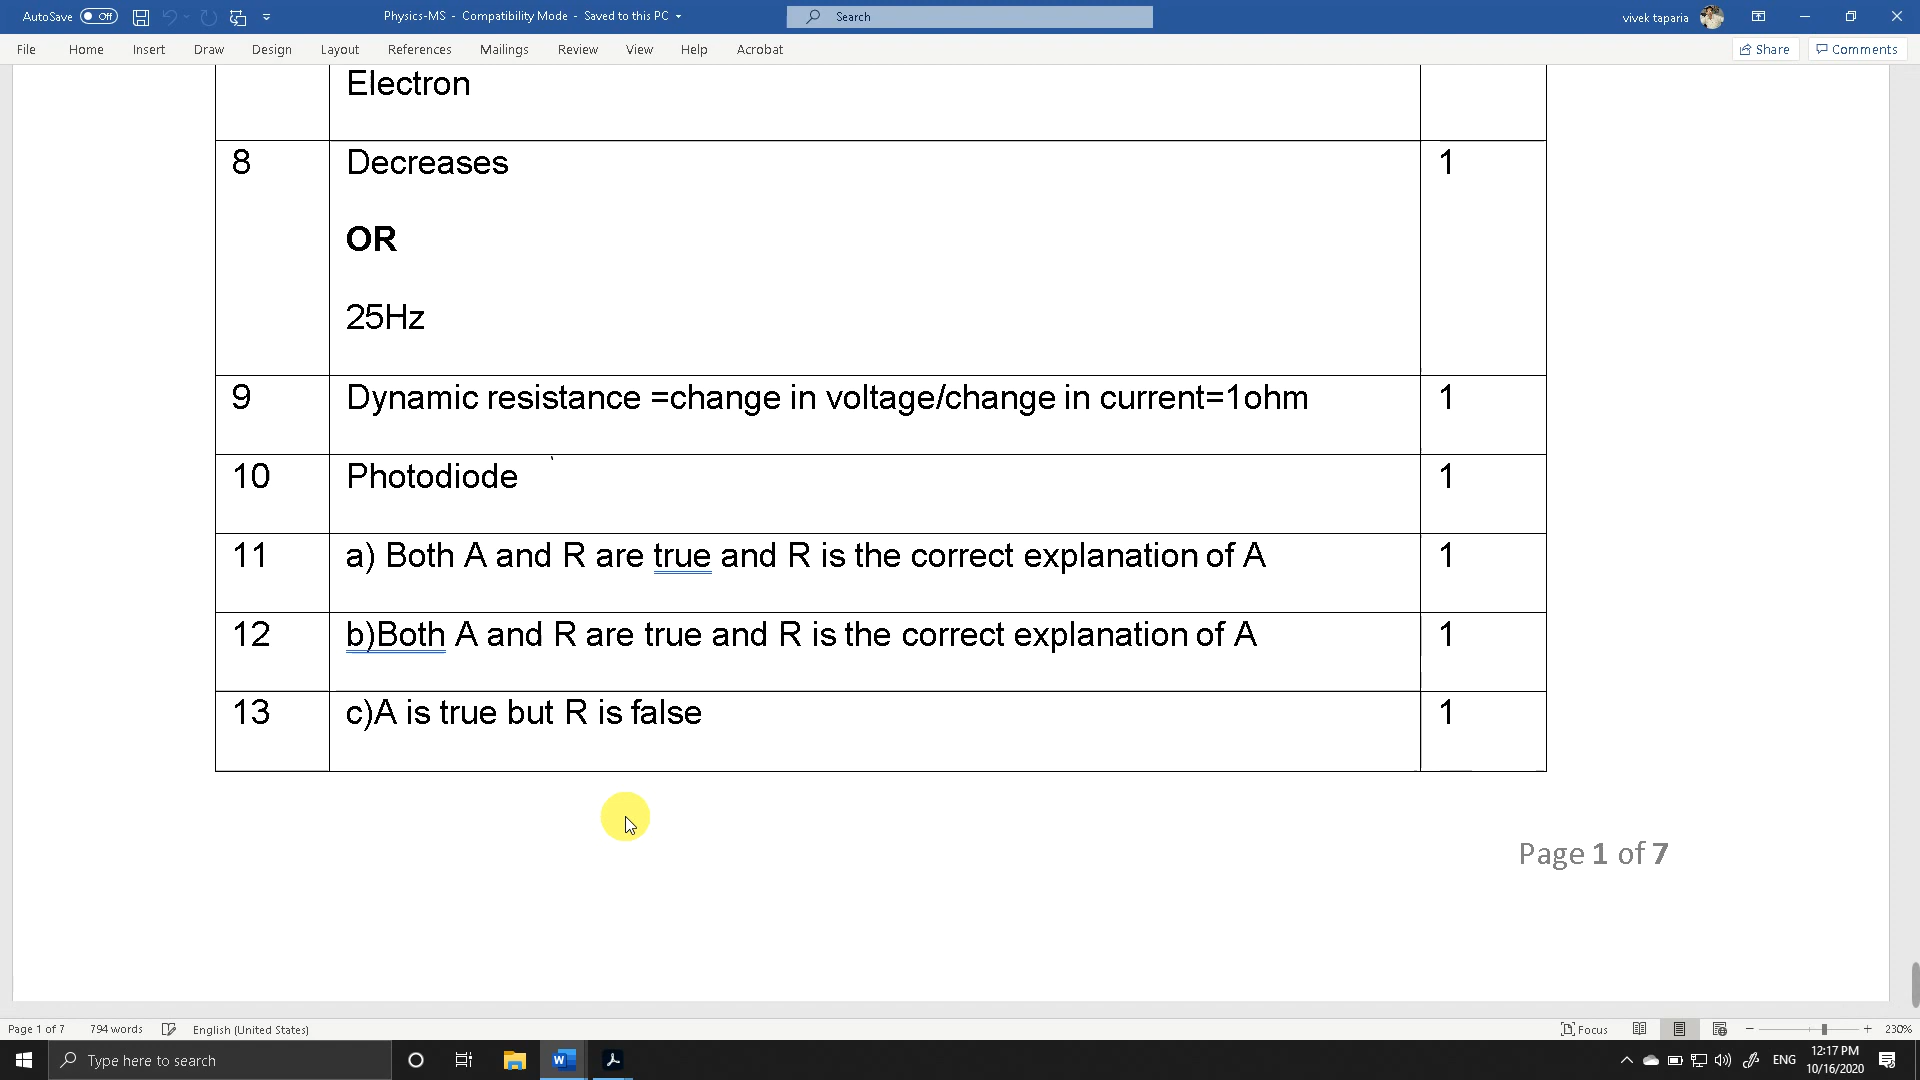 AutoSave Off Physics-MS - Compatibility Mode - Saved to this PC Search vivek taparia
File Home Insert Draw Design Layout References Mailings Review View Help Acrobat Share Comments
Electron
8 Decreases 1
OR
25Hz
9 Dynamic resistance =change in voltage/change in current=1ohm 1
10 Photodiode 1
11 a) Both A and R are true and R is the correct explanation of A 1
12 b)Both A and R are true and R is the correct explanation of A 1
13 c)A is true but R is false 1
Page 1 of 7
Page 1 of 7 794 words English (United States) Focus 230%
Type here to search ENG 12:17 PM
10/16/2020